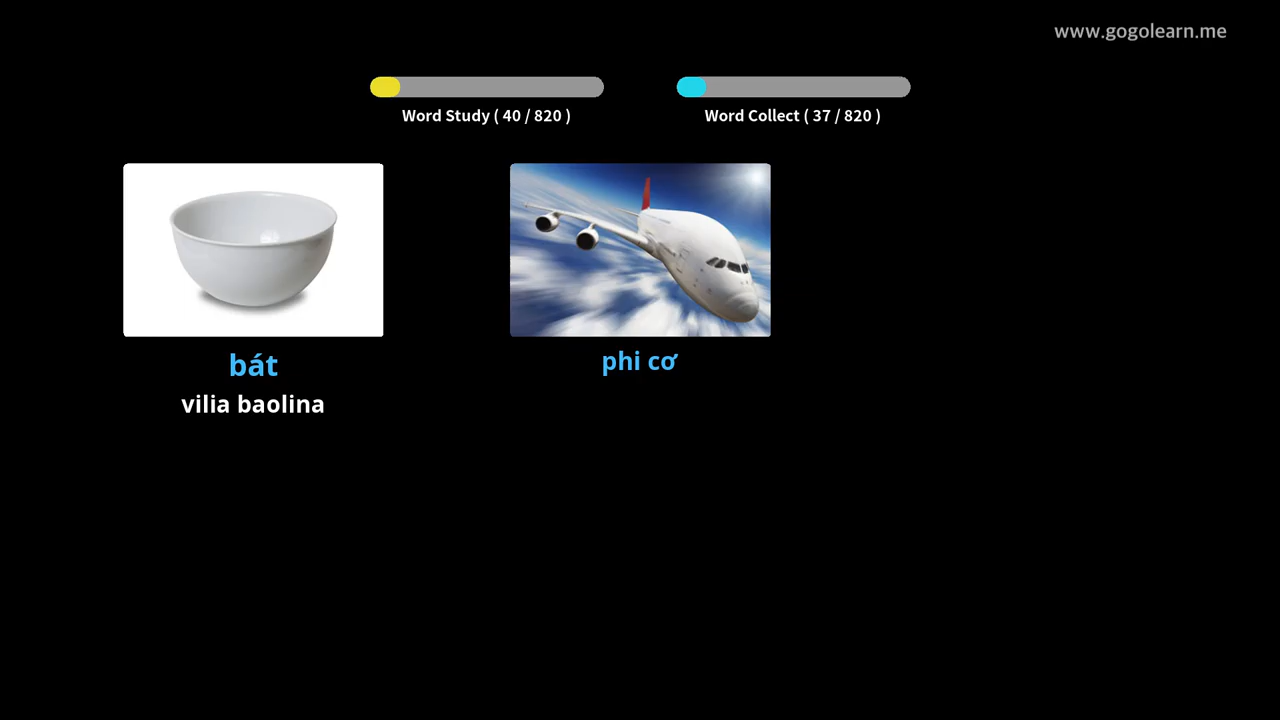 www.gogolearn.me
Word Study ( 40 / 820 )
Word Collect ( 37 / 820 )
bát
vilia baolina
phi cơ